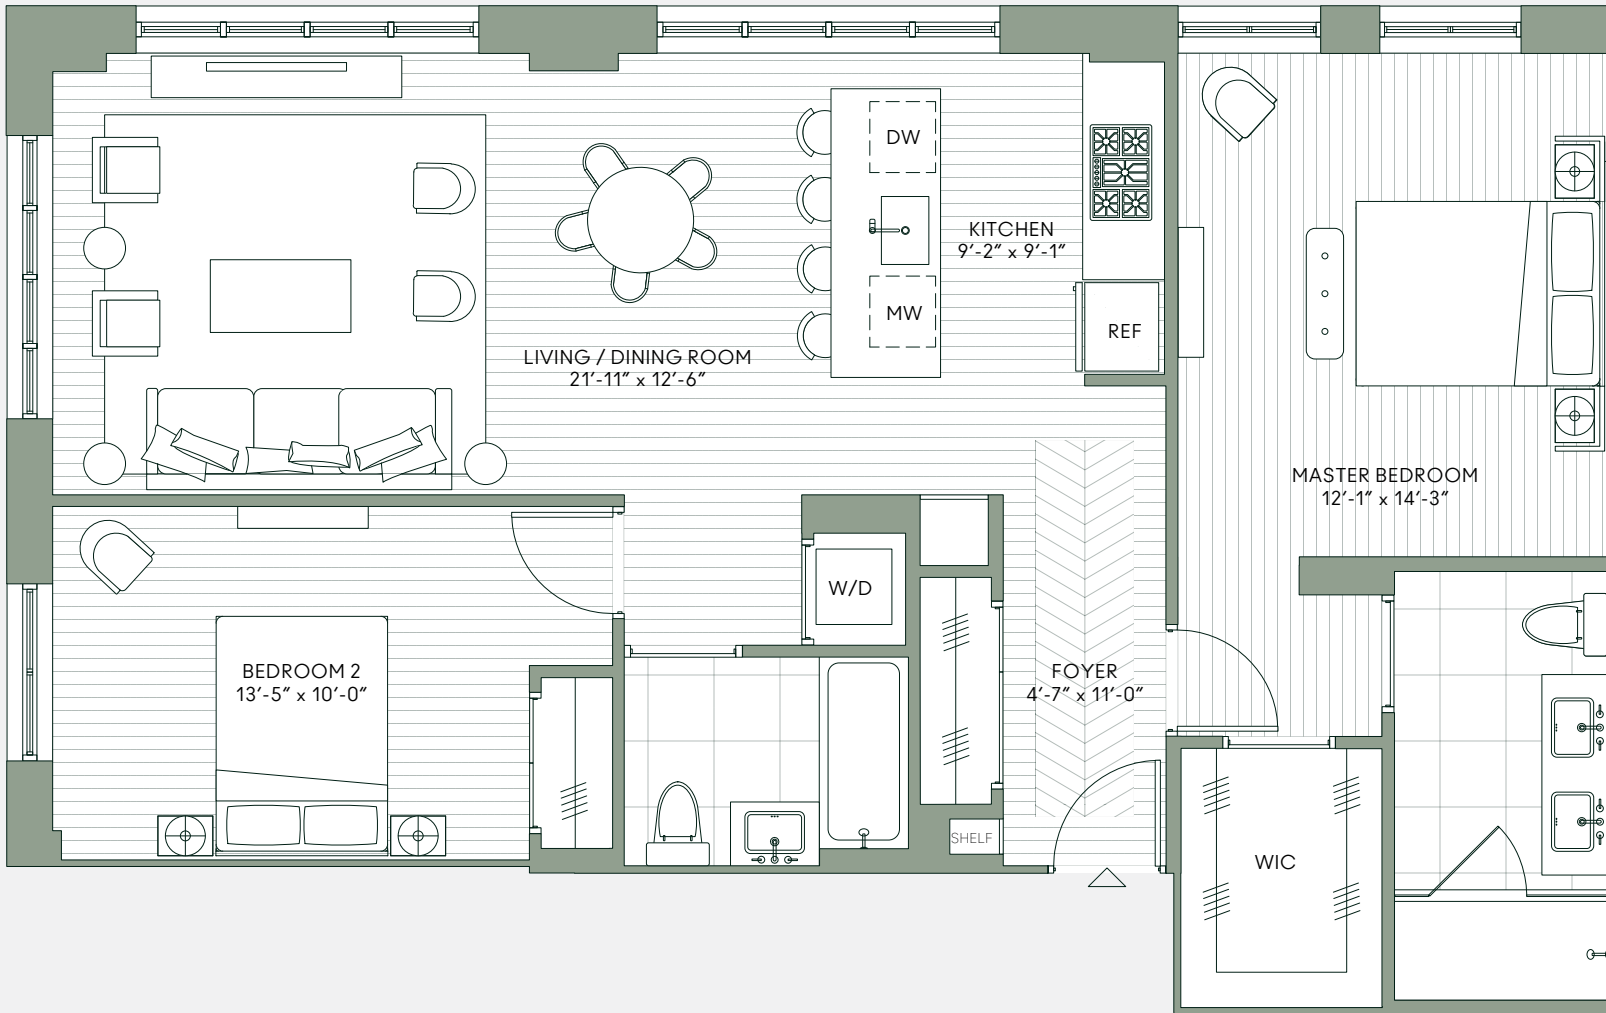 DW
KITCHEN
9′-2″ x 9′-1″
MW
REF
LIVING / DINING ROOM
21′-11″ x 12′-6″
MASTER BEDROOM
12′-1″ x 14′-3″
W/D
BEDROOM 2
13′-5″ x 10′-0″
FOYER
4′-7″ x 11′-0″
SHELF
WIC